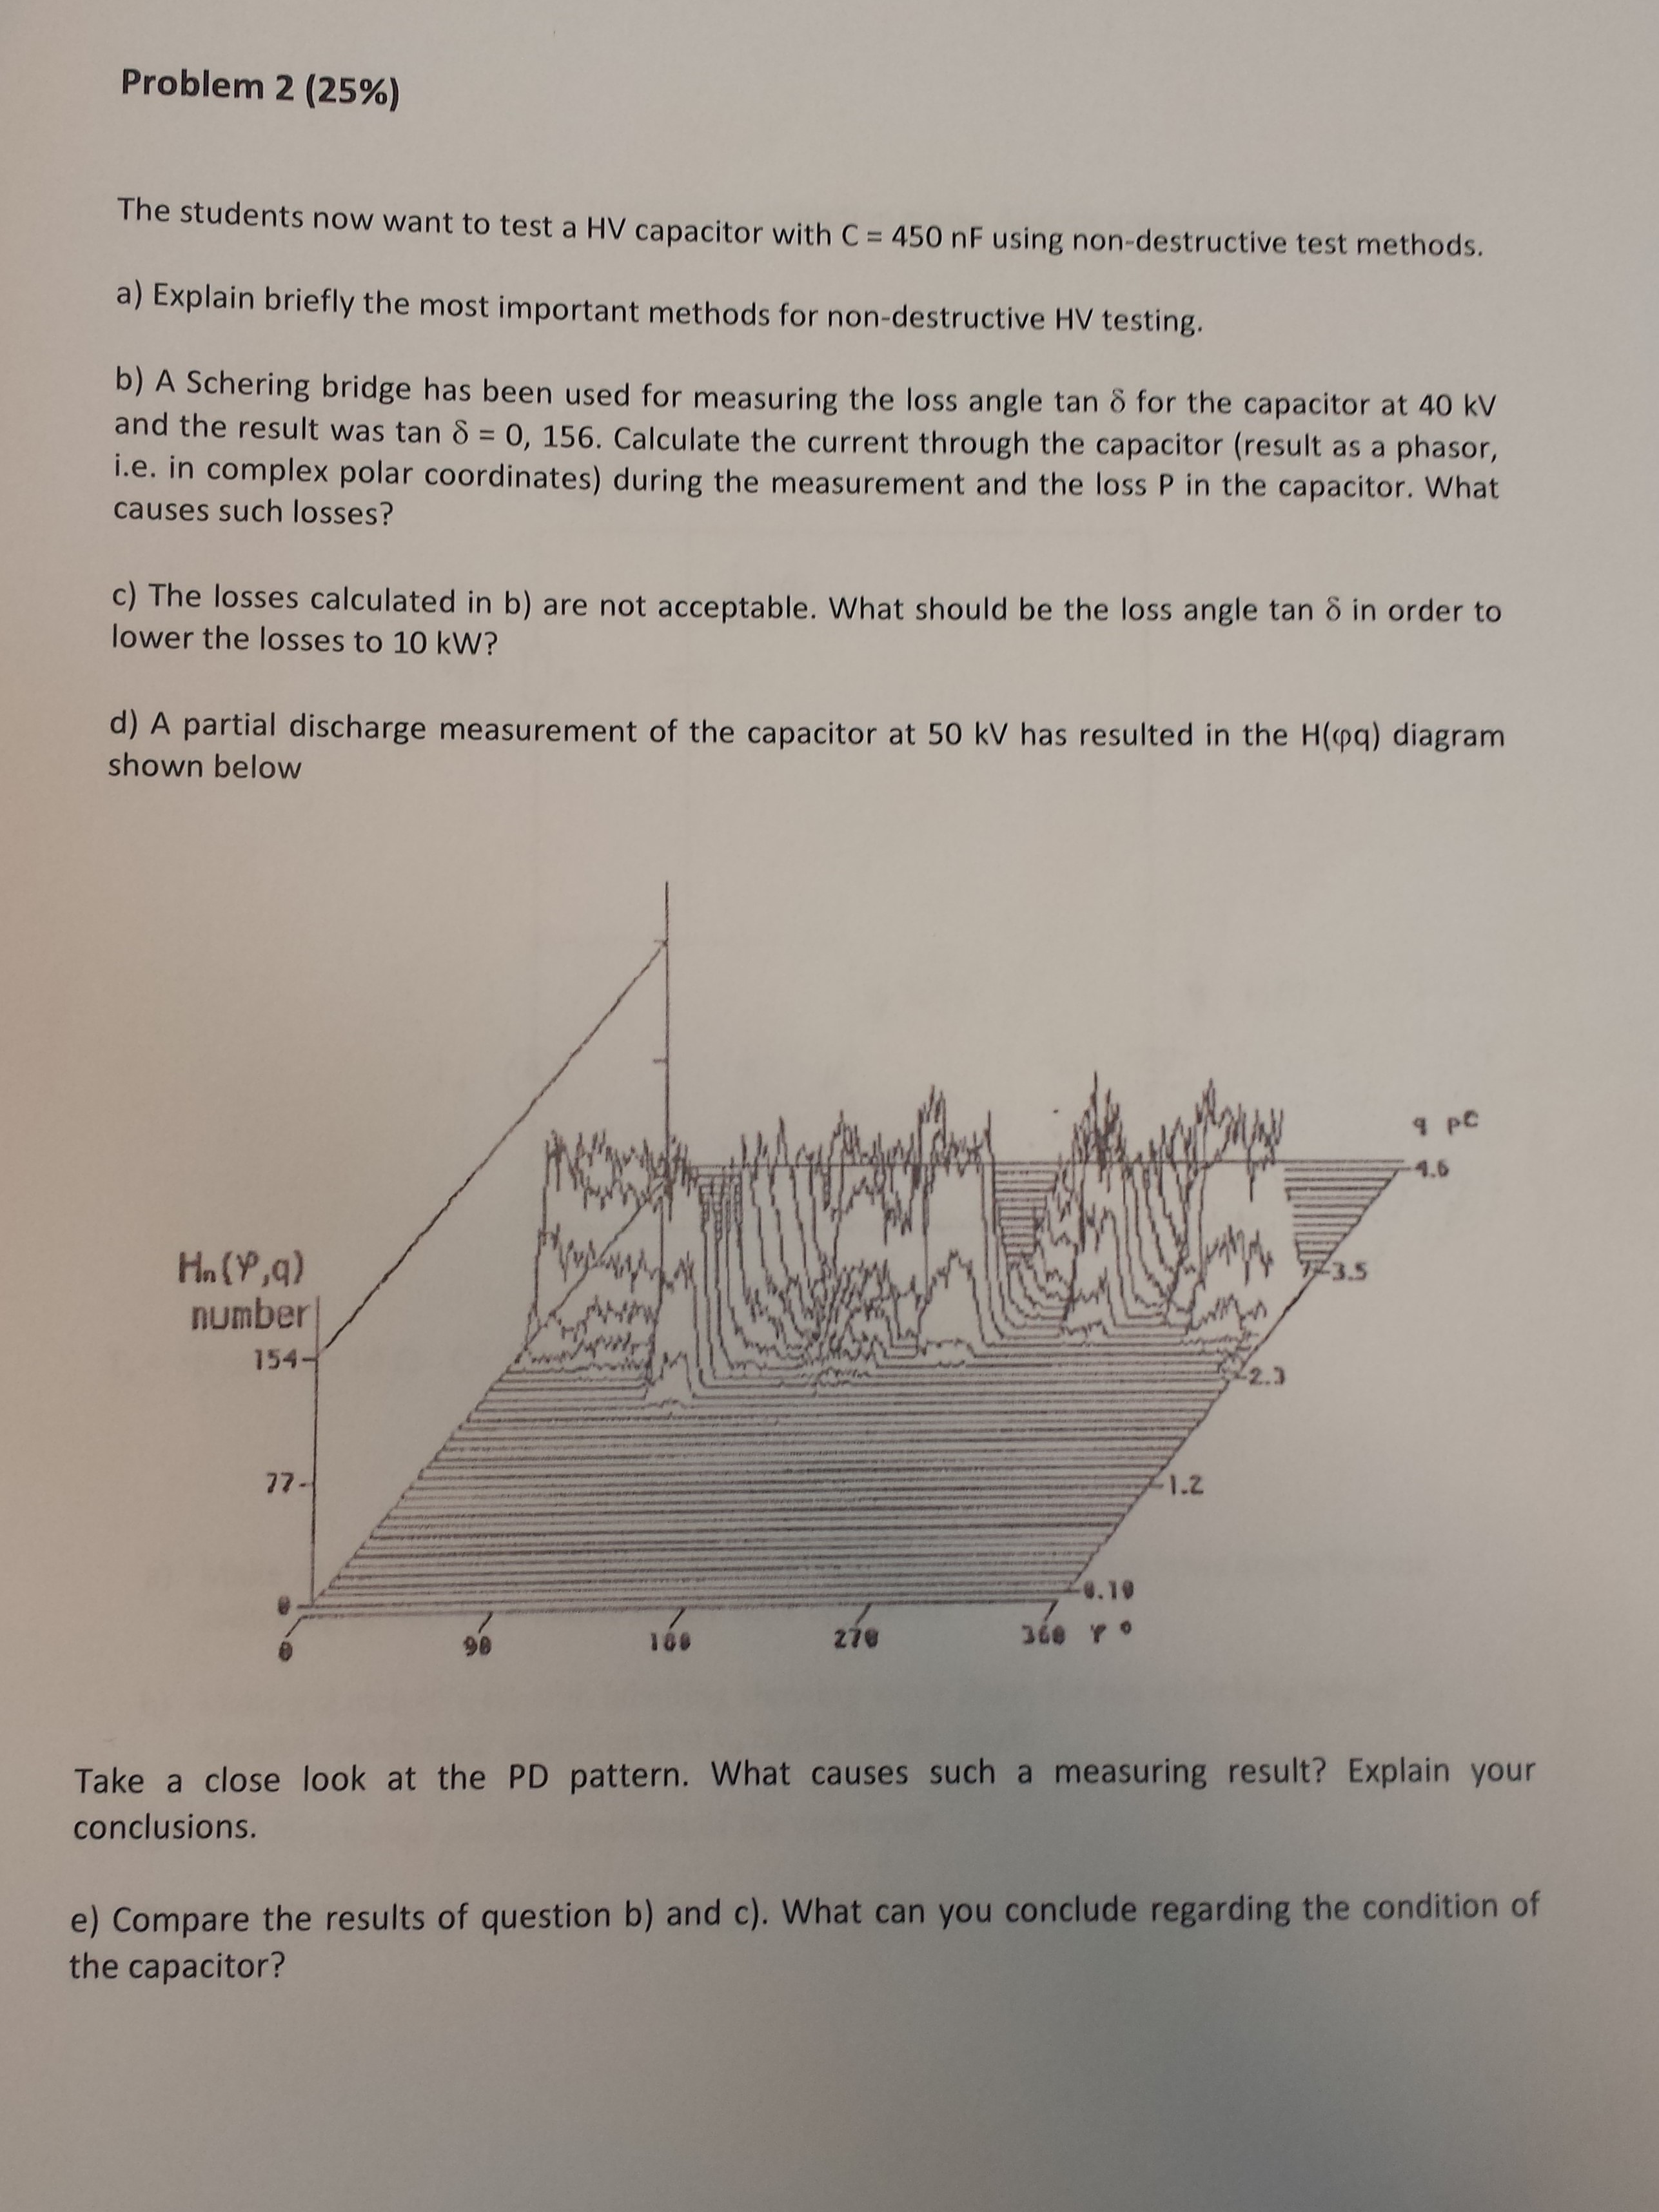 Problem 2 (25%)
The students now want to test a HV capacitor with C = 450 nF using non-destructive test methods.
a) Explain briefly the most important methods for non-destructive HV testing.
b) A Schering bridge has been used for measuring the loss angle tan δ for the capacitor at 40 kV
and the result was tan δ = 0, 156. Calculate the current through the capacitor (result as a phasor,
i.e. in complex polar coordinates) during the measurement and the loss P in the capacitor. What
causes such losses?
c) The losses calculated in b) are not acceptable. What should be the loss angle tan δ in order to
lower the losses to 10 kW?
d) A partial discharge measurement of the capacitor at 50 kV has resulted in the H(φq) diagram
shown below
q pC
4.6
Hn(φ,q)
3.5
number
154
2.3
77
1.2
0
0.10
0
90
180
270
360 φ °
Take a close look at the PD pattern. What causes such a measuring result? Explain your
conclusions.
e) Compare the results of question b) and c). What can you conclude regarding the condition of
the capacitor?